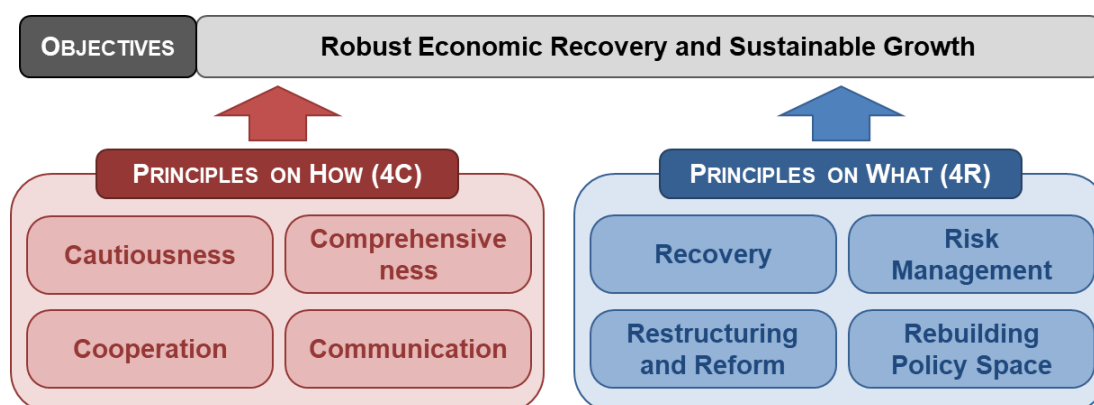 OBJECTIVES
Robust Economic Recovery and Sustainable Growth
PRINCIPLES ON HOW (4C)
Cautiousness
Comprehensive
ness
Cooperation
Communication
PRINCIPLES ON WHAT (4R)
Recovery
Risk
Management
Restructuring
and Reform
Rebuilding
Policy Space